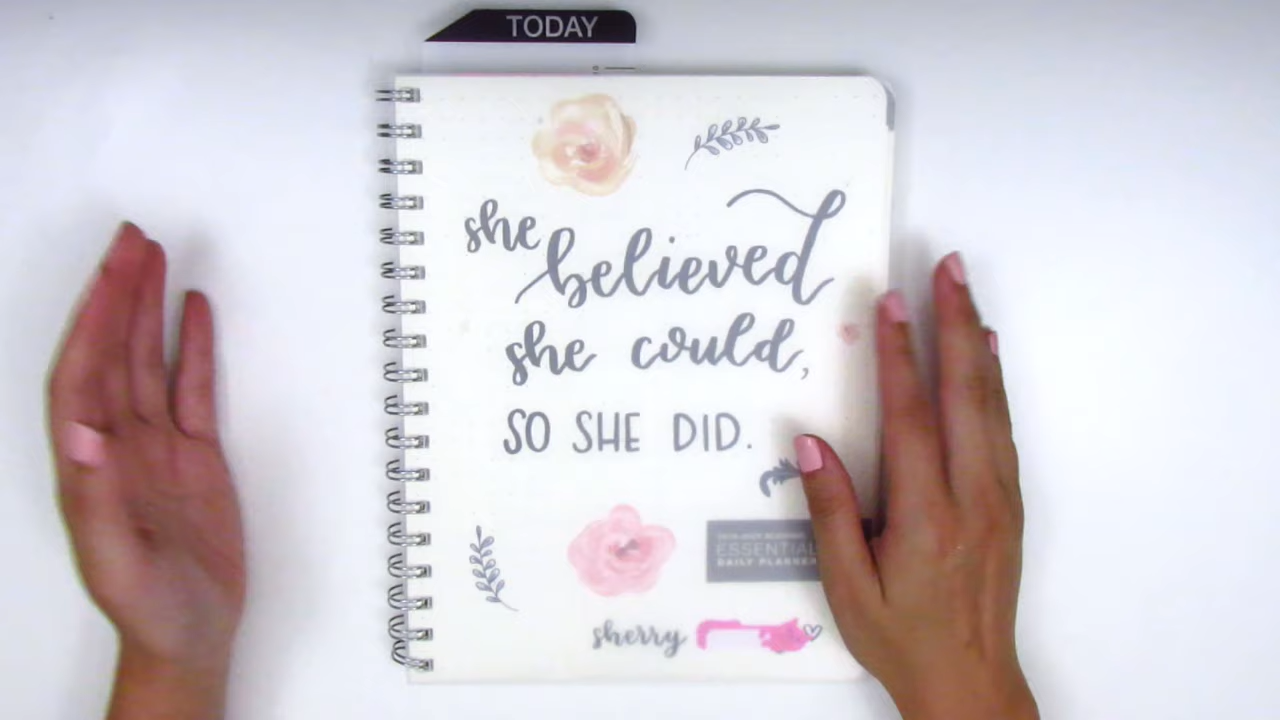 TODAY
she
believed
she could,
SO SHE DID.
ESSENTIAL
DAILY PLANNER
sherry